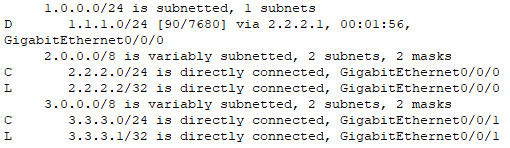 1.0.0.0/24 is subnetted, 1 subnets
D 1.1.1.0/24 [90/7680] via 2.2.2.1, 00:01:56,
GigabitEthernet0/0/0
2.0.0.0/8 is variably subnetted, 2 subnets, 2 masks
C 2.2.2.0/24 is directly connected, GigabitEthernet0/0/0
L 2.2.2.2/32 is directly connected, GigabitEthernet0/0/0
3.0.0.0/8 is variably subnetted, 2 subnets, 2 masks
C 3.3.3.0/24 is directly connected, GigabitEthernet0/0/1
L 3.3.3.1/32 is directly connected, GigabitEthernet0/0/1